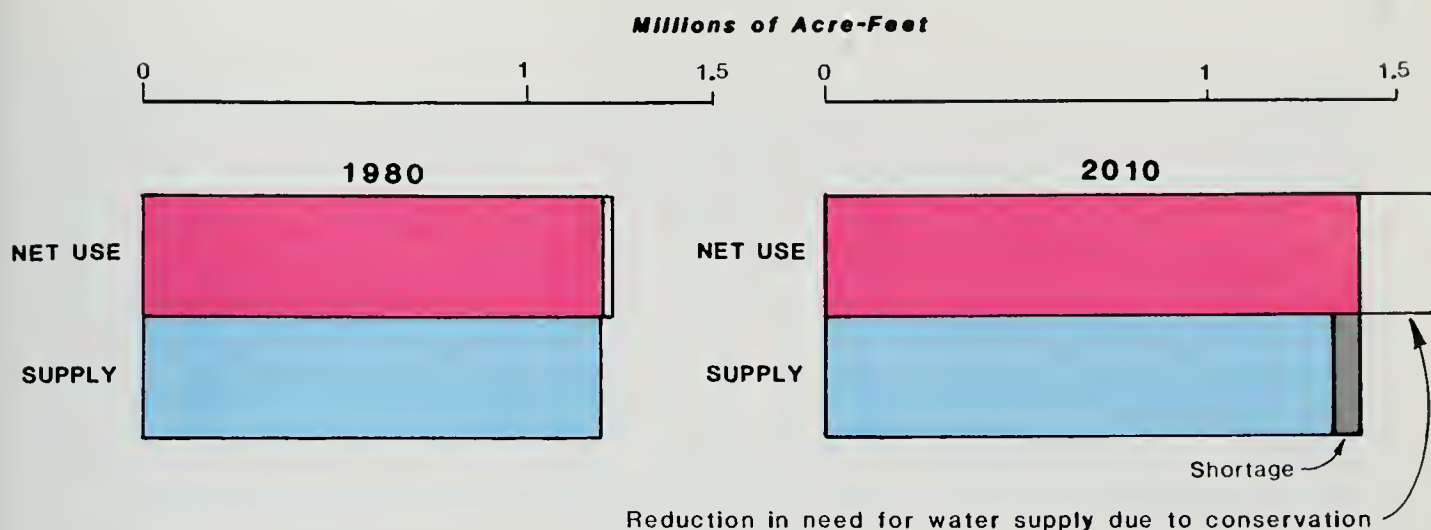 Millions of Acre-Feet
0 1 1.5 0 1 1.5
1980 2010
NET USE NET USE
SUPPLY SUPPLY
Shortage
Reduction in need for water supply due to conservation